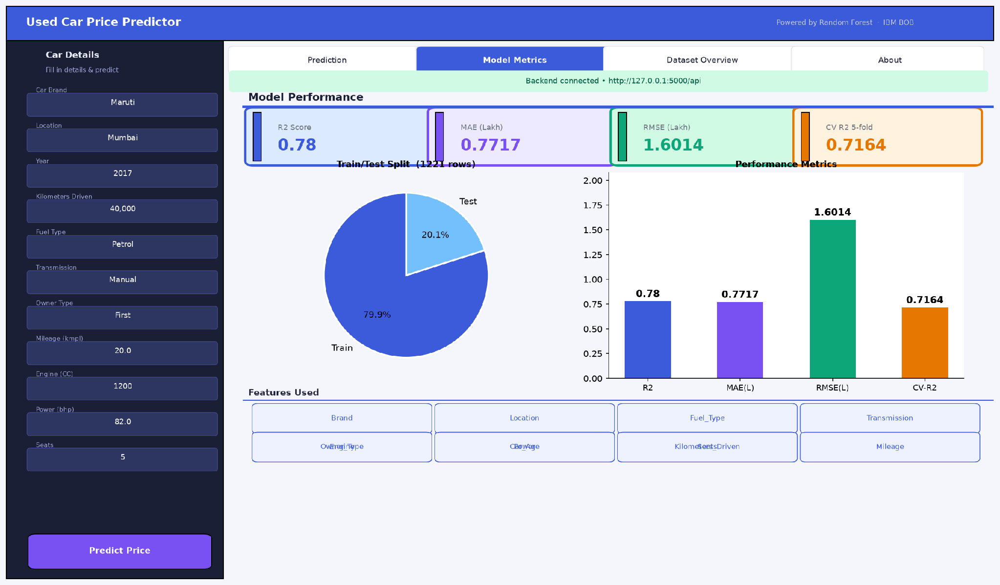 Used Car Price Predictor
Powered by Random Forest · IBM BOB
Car Details
Fill in details & predict
Car Brand
Maruti
Location
Mumbai
Year
2017
Kilometers Driven
40,000
Fuel Type
Petrol
Transmission
Manual
Owner Type
First
Mileage (kmpl)
20.0
Engine (CC)
1200
Power (bhp)
82.0
Seats
5
Predict Price
Prediction
Model Metrics
Dataset Overview
About
Backend connected • http://127.0.0.1:5000/api
Model Performance
R2 Score
0.78
MAE (Lakh)
0.7717
RMSE (Lakh)
1.6014
CV R2 5-fold
0.7164
Train/Test Split (1221 rows)
Test
20.1%
79.9%
Train
Performance Metrics
2.00
1.75
1.50
1.25
1.00
0.75
0.50
0.25
0.00
0.78
0.7717
1.6014
0.7164
R2
MAE(L)
RMSE(L)
CV-R2
Features Used
Brand
Location
Fuel_Type
Transmission
Owner_Type
Engine
Car_Age
Power
Kilometers_Driven
Seats
Mileage